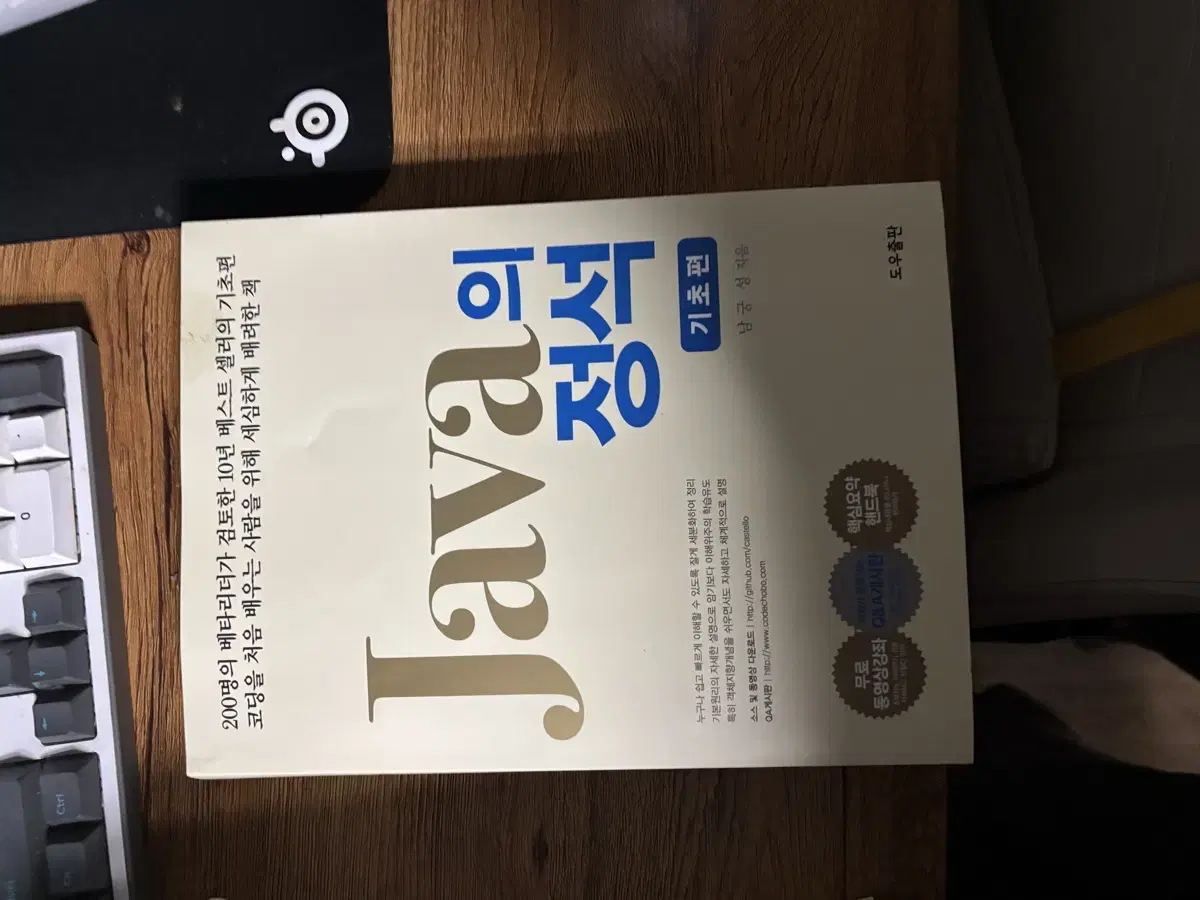 200명의 베타리더가 검토한 10년 베스트 셀러의 기초편
코딩을 처음 배우는 사람을 위해 세심하게 배려한 책
Java의
정석
기초편
남궁 성 지음
누구나 쉽고 빠르게 이해할 수 있도록 잘게 세분화하여 정리
기본원리의 자세한 설명으로 암기보다 이해위주의 학습유도
특히 객체지향개념을 쉬우면서도 자세하고 체계적으로 설명
소스 및 동영상 다운로드 | http://github.com/castello
QA게시판 | http://www.codechobo.com
무료
동영상강좌
Q&A게시판
핵심요약
핸드북
도우출판
Ctrl
0
→
↓
←